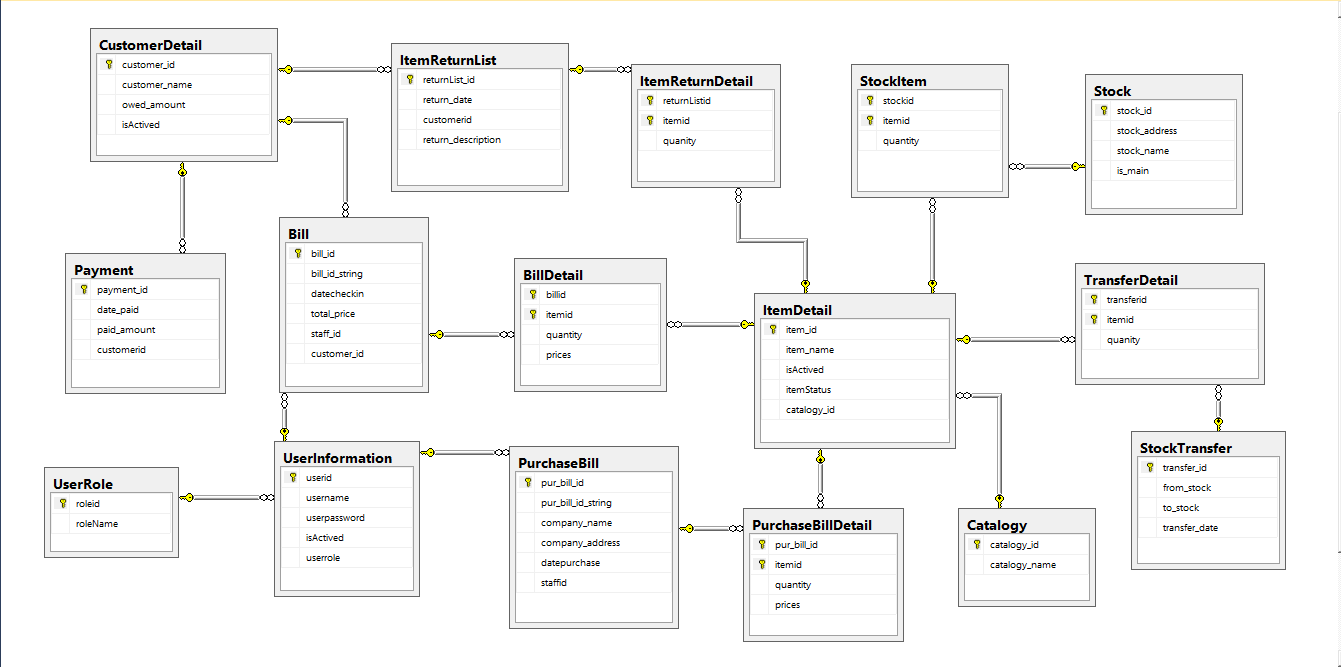 CustomerDetail
customer_id
customer_name
owed_amount
isActived
ItemReturnList
returnList_id
return_date
customerid
return_description
ItemReturnDetail
returnListid
itemid
quanity
StockItem
stockid
itemid
quantity
Stock
stock_id
stock_address
stock_name
is_main
Payment
payment_id
date_paid
paid_amount
customerid
Bill
bill_id
bill_id_string
datecheckin
total_price
staff_id
customer_id
BillDetail
billid
itemid
quantity
prices
ItemDetail
item_id
item_name
isActived
itemStatus
catalogy_id
TransferDetail
transferid
itemid
quanity
UserRole
roleid
roleName
UserInformation
userid
username
userpassword
isActived
userrole
PurchaseBill
pur_bill_id
pur_bill_id_string
company_name
company_address
datepurchase
staffid
PurchaseBillDetail
pur_bill_id
itemid
quantity
prices
Catalogy
catalogy_id
catalogy_name
StockTransfer
transfer_id
from_stock
to_stock
transfer_date